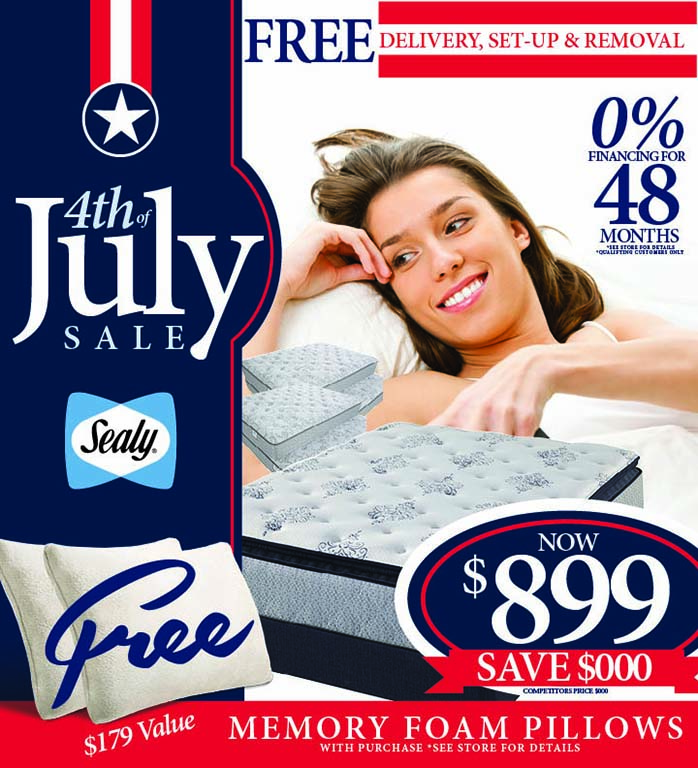 FREE DELIVERY, SET-UP & REMOVAL
0%
FINANCING FOR
48
MONTHS
*SEE STORE FOR DETAILS
*QUALIFYING CUSTOMERS ONLY
4th of
July
SALE
Sealy®
NOW
$899
SAVE $000
COMPETITORS PRICE $000
Free
$179 Value
MEMORY FOAM PILLOWS
WITH PURCHASE *SEE STORE FOR DETAILS